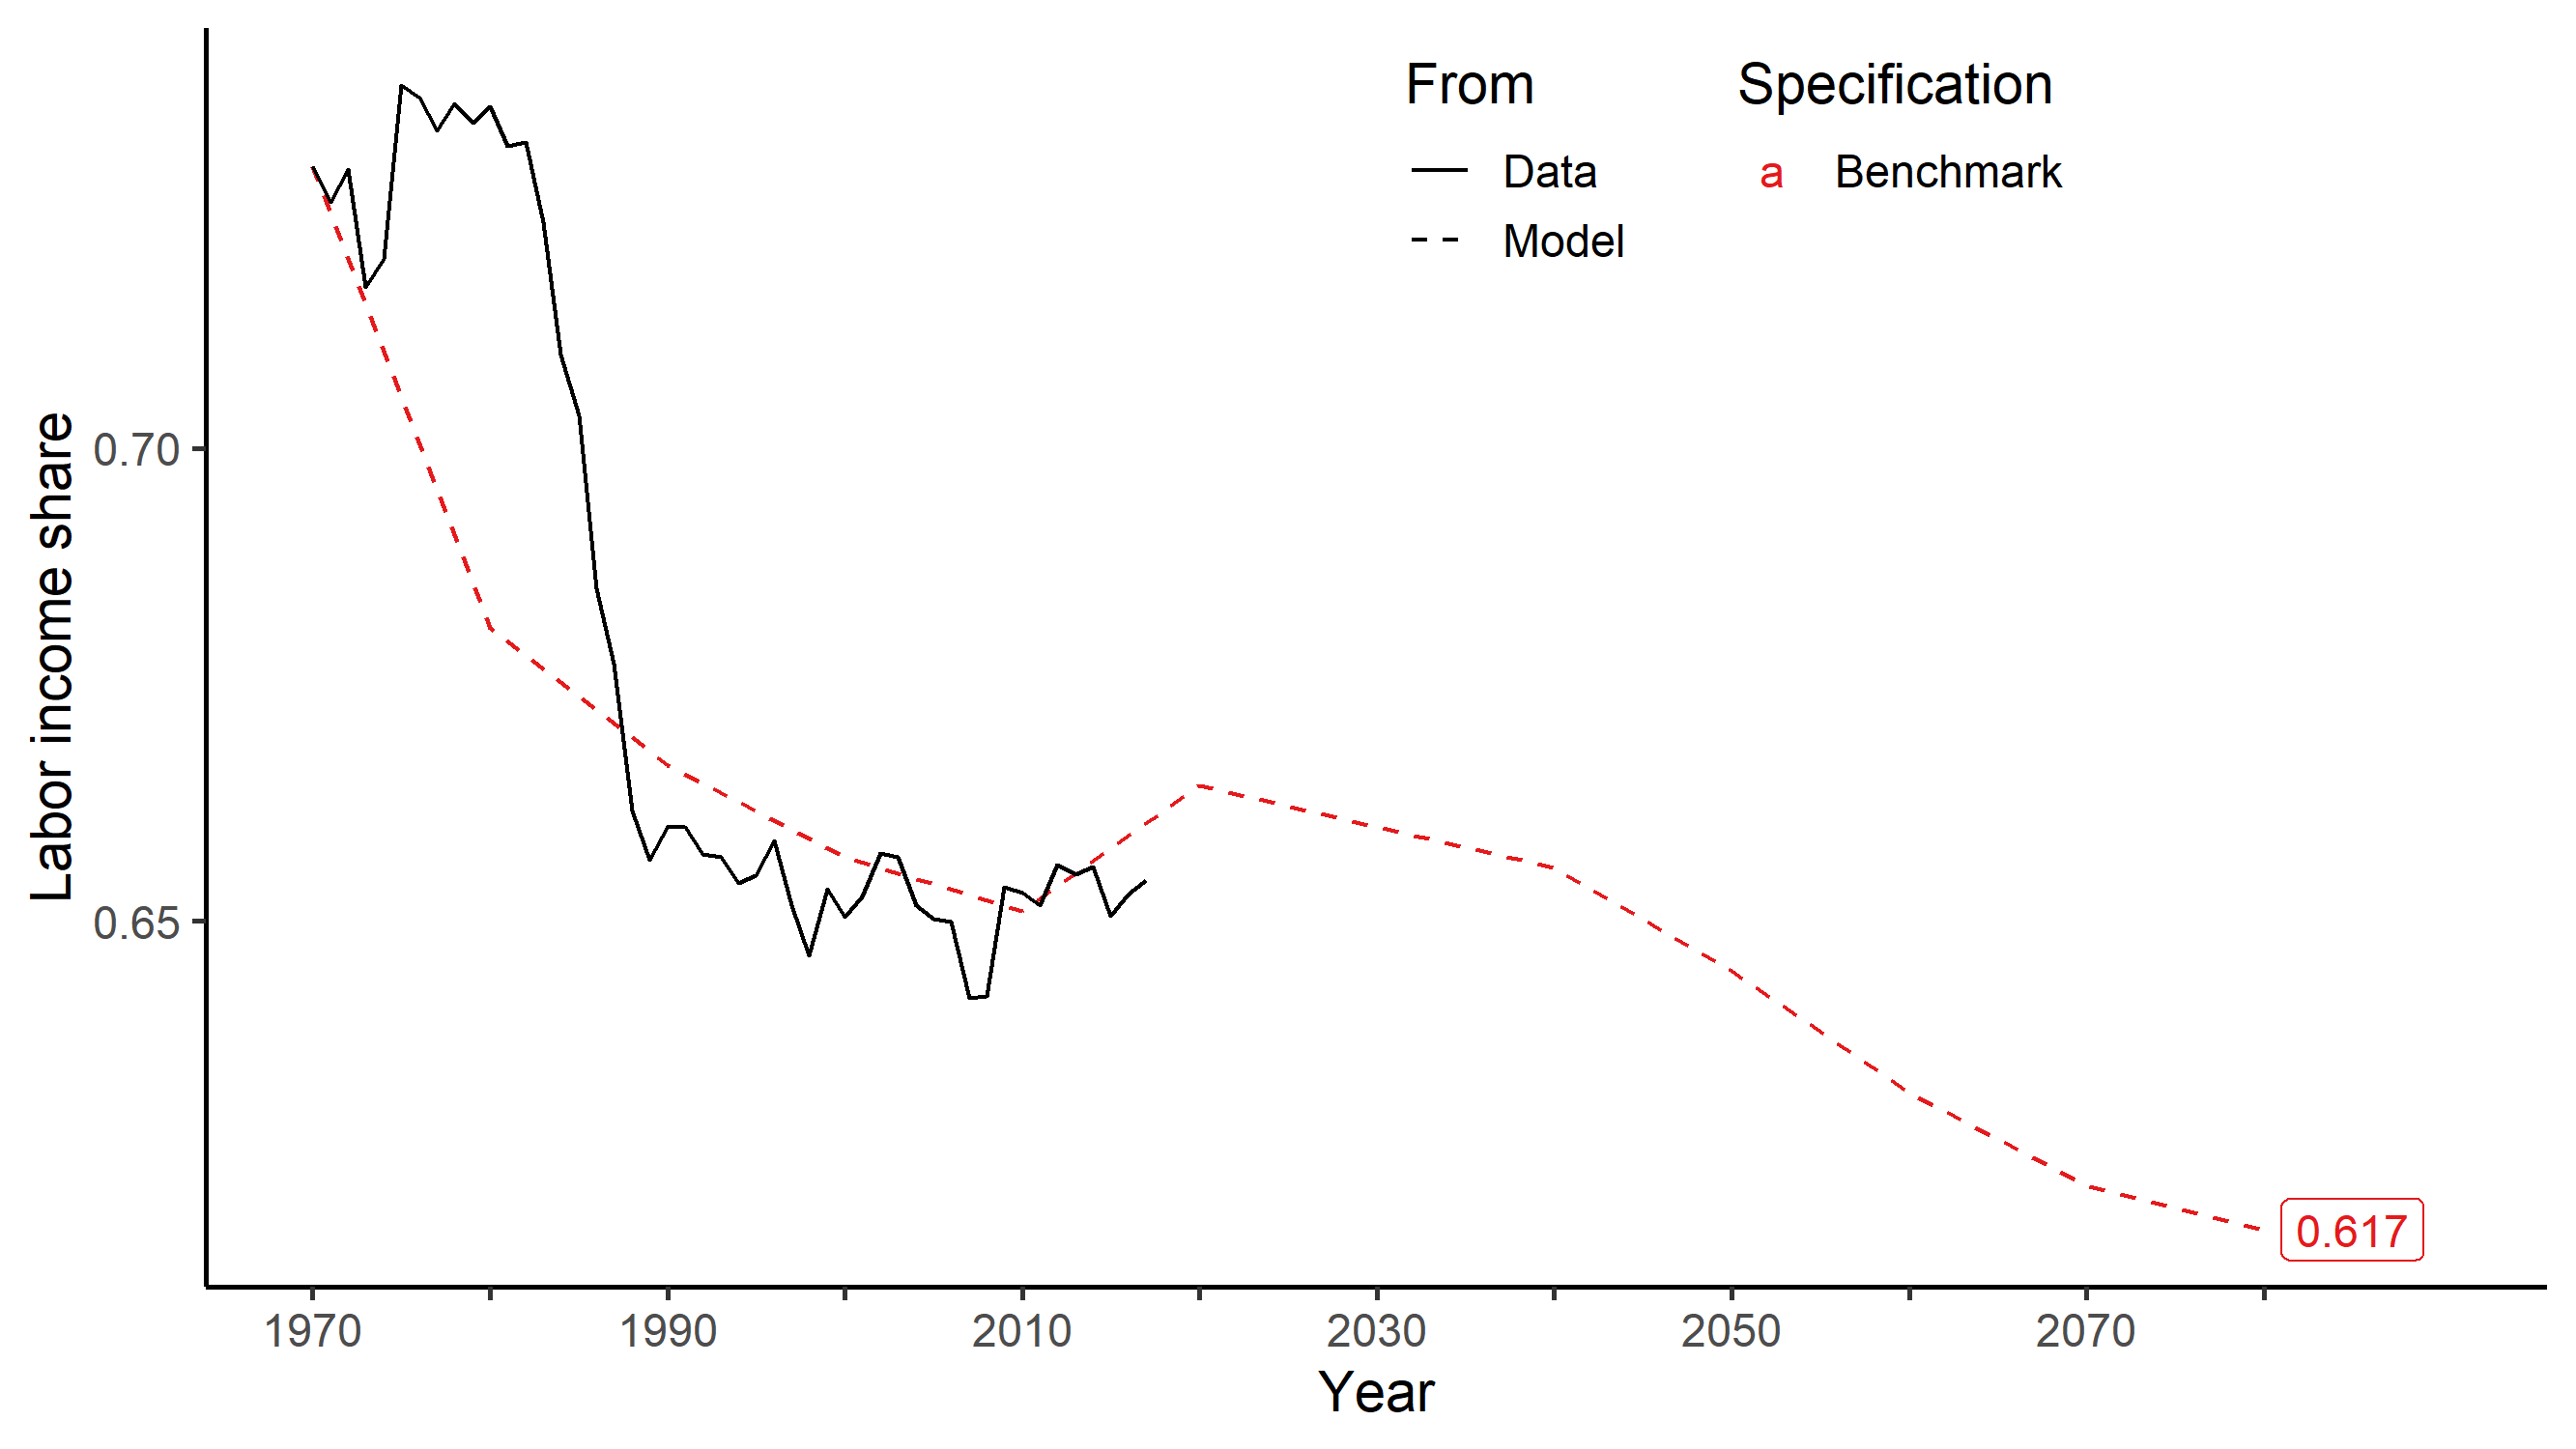 From Specification
Data a Benchmark
Model
Labor income share
0.70
0.65
0.617
1970 1990 2010 2030 2050 2070
Year